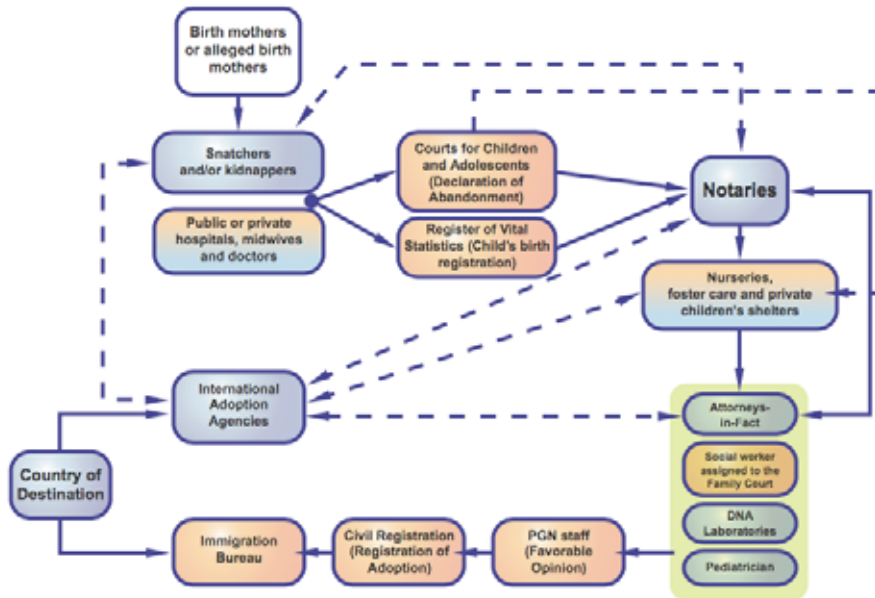 Birth mothers
or alleged birth
mothers
Snatchers
and/or kidnappers
Public or private
hospitals, midwives
and doctors
Courts for Children
and Adolescents
(Declaration of
Abandonment)
Register of Vital
Statistics (Child's birth
registration)
Notaries
Nurseries,
foster care and private
children's shelters
International
Adoption
Agencies
Attorneys-
in-Fact
Social worker
assigned to the
Family Court
DNA
Laboratories
Pediatrician
Country of
Destination
Immigration
Bureau
Civil Registration
(Registration of
Adoption)
PGN staff
(Favorable
Opinion)